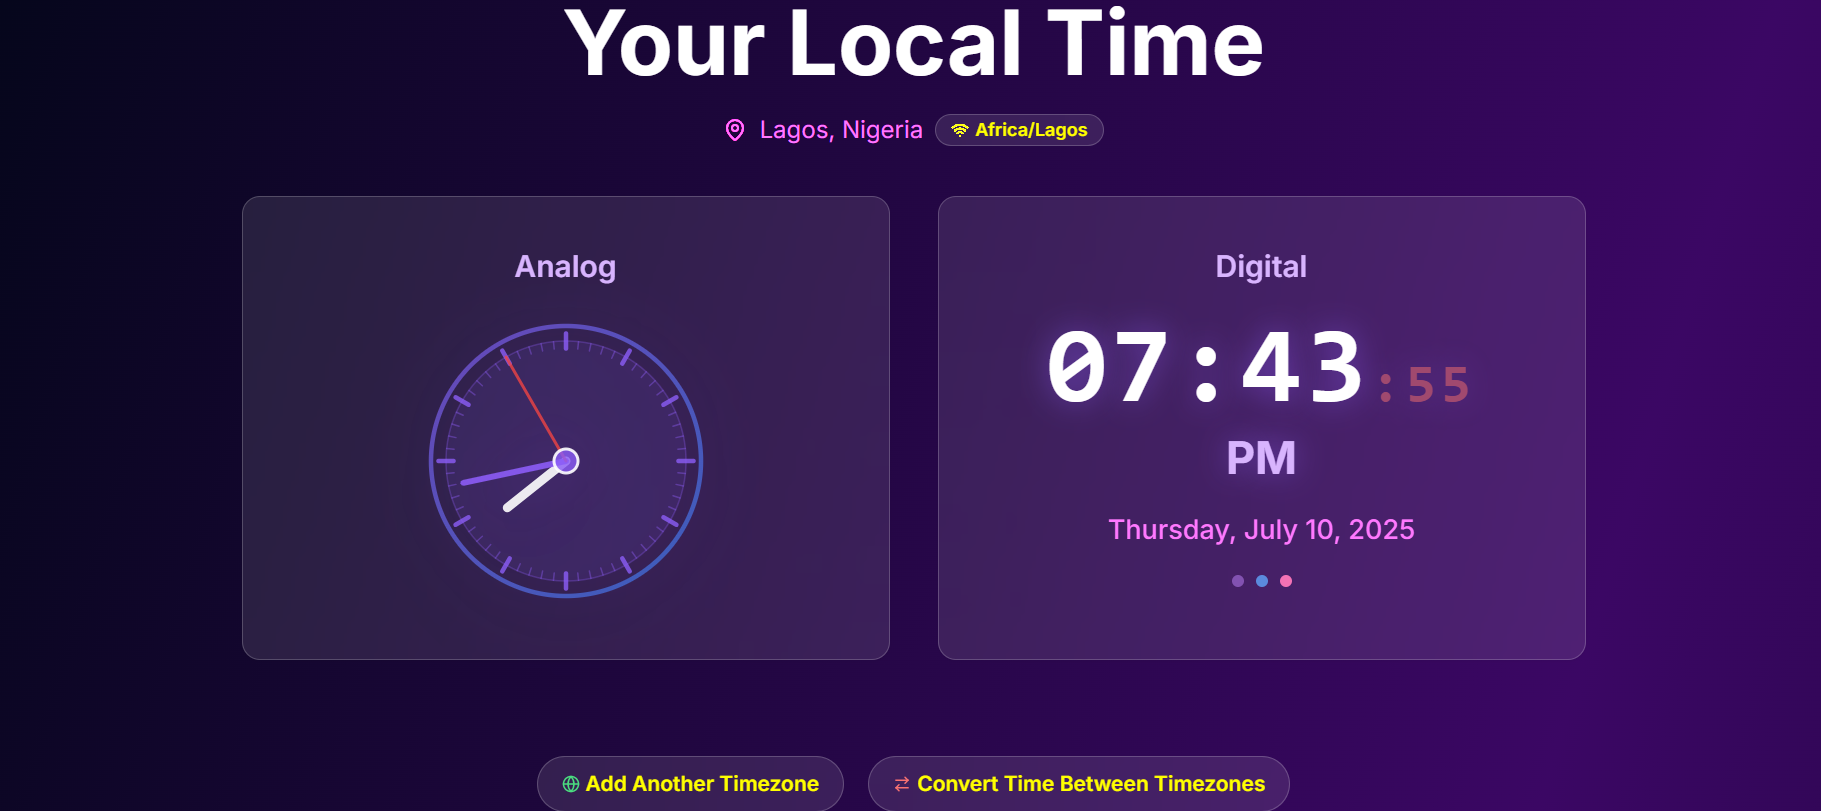 Your Local Time
Lagos, Nigeria Africa/Lagos
Analog
Digital
07:43:55
PM
Thursday, July 10, 2025
Add Another Timezone
Convert Time Between Timezones